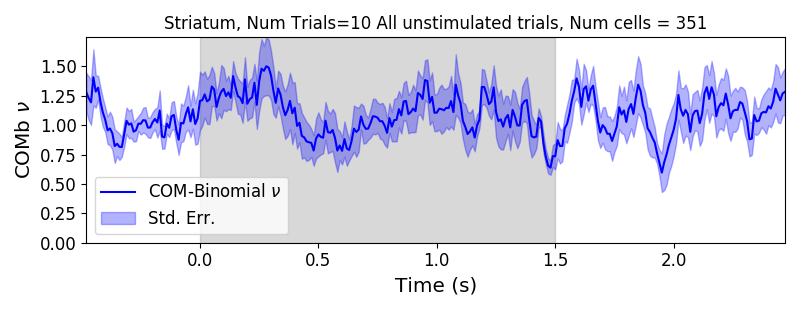 Striatum, Num Trials=10 All unstimulated trials, Num cells = 351
COMb ν
1.50
1.25
1.00
0.75
0.50
0.25
0.00
COM-Binomial ν
Std. Err.
0.0 0.5 1.0 1.5 2.0
Time (s)